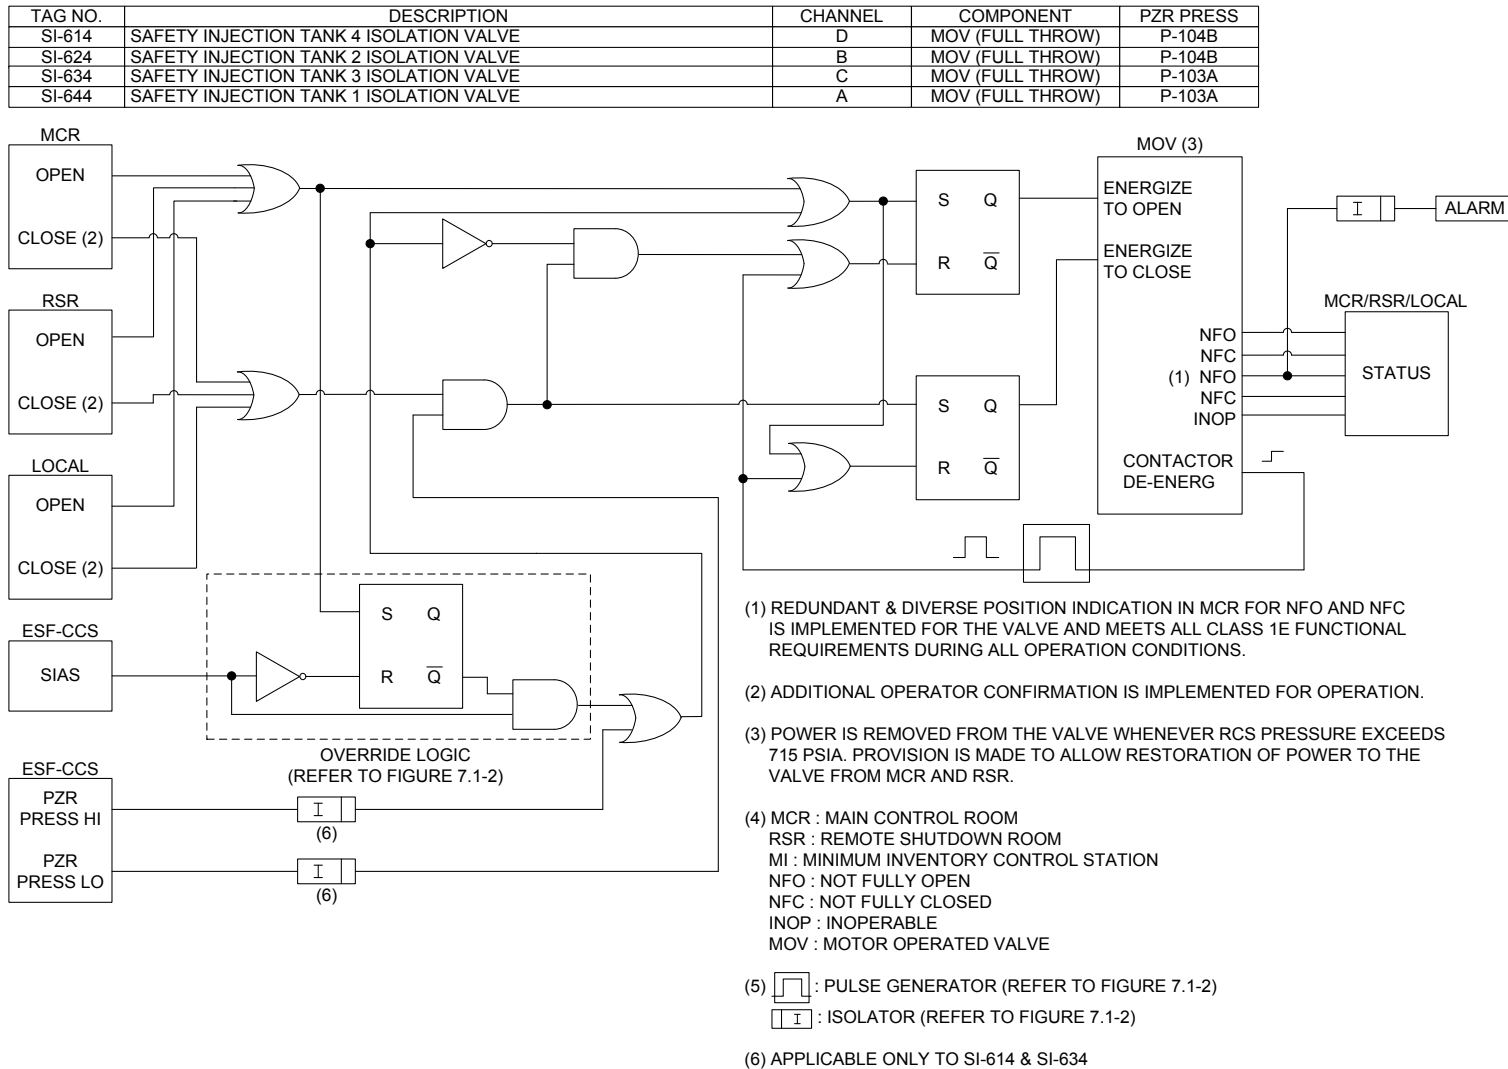 TAG NO. DESCRIPTION CHANNEL COMPONENT PZR PRESS
SI-614 SAFETY INJECTION TANK 4 ISOLATION VALVE D MOV (FULL THROW) P-104B
SI-624 SAFETY INJECTION TANK 2 ISOLATION VALVE B MOV (FULL THROW) P-104B
SI-634 SAFETY INJECTION TANK 3 ISOLATION VALVE C MOV (FULL THROW) P-103A
SI-644 SAFETY INJECTION TANK 1 ISOLATION VALVE A MOV (FULL THROW) P-103A
MCR
OPEN
CLOSE (2)
RSR
OPEN
CLOSE (2)
LOCAL
OPEN
CLOSE (2)
ESF-CCS
SIAS
ESF-CCS
PZR
PRESS HI
PZR
PRESS LO
S Q
R Q
OVERRIDE LOGIC
(REFER TO FIGURE 7.1-2)
I
(6)
I
(6)
S Q
R Q
S Q
R Q
MOV (3)
ENERGIZE
TO OPEN
ENERGIZE
TO CLOSE
NFO
NFC
(1) NFO
NFC
INOP
CONTACTOR
DE-ENERG
I
ALARM
MCR/RSR/LOCAL
STATUS
(1) REDUNDANT & DIVERSE POSITION INDICATION IN MCR FOR NFO AND NFC
IS IMPLEMENTED FOR THE VALVE AND MEETS ALL CLASS 1E FUNCTIONAL
REQUIREMENTS DURING ALL OPERATION CONDITIONS.
(2) ADDITIONAL OPERATOR CONFIRMATION IS IMPLEMENTED FOR OPERATION.
(3) POWER IS REMOVED FROM THE VALVE WHENEVER RCS PRESSURE EXCEEDS
715 PSIA. PROVISION IS MADE TO ALLOW RESTORATION OF POWER TO THE
VALVE FROM MCR AND RSR.
(4) MCR : MAIN CONTROL ROOM
RSR : REMOTE SHUTDOWN ROOM
MI : MINIMUM INVENTORY CONTROL STATION
NFO : NOT FULLY OPEN
NFC : NOT FULLY CLOSED
INOP : INOPERABLE
MOV : MOTOR OPERATED VALVE
(5) : PULSE GENERATOR (REFER TO FIGURE 7.1-2)
I : ISOLATOR (REFER TO FIGURE 7.1-2)
(6) APPLICABLE ONLY TO SI-614 & SI-634